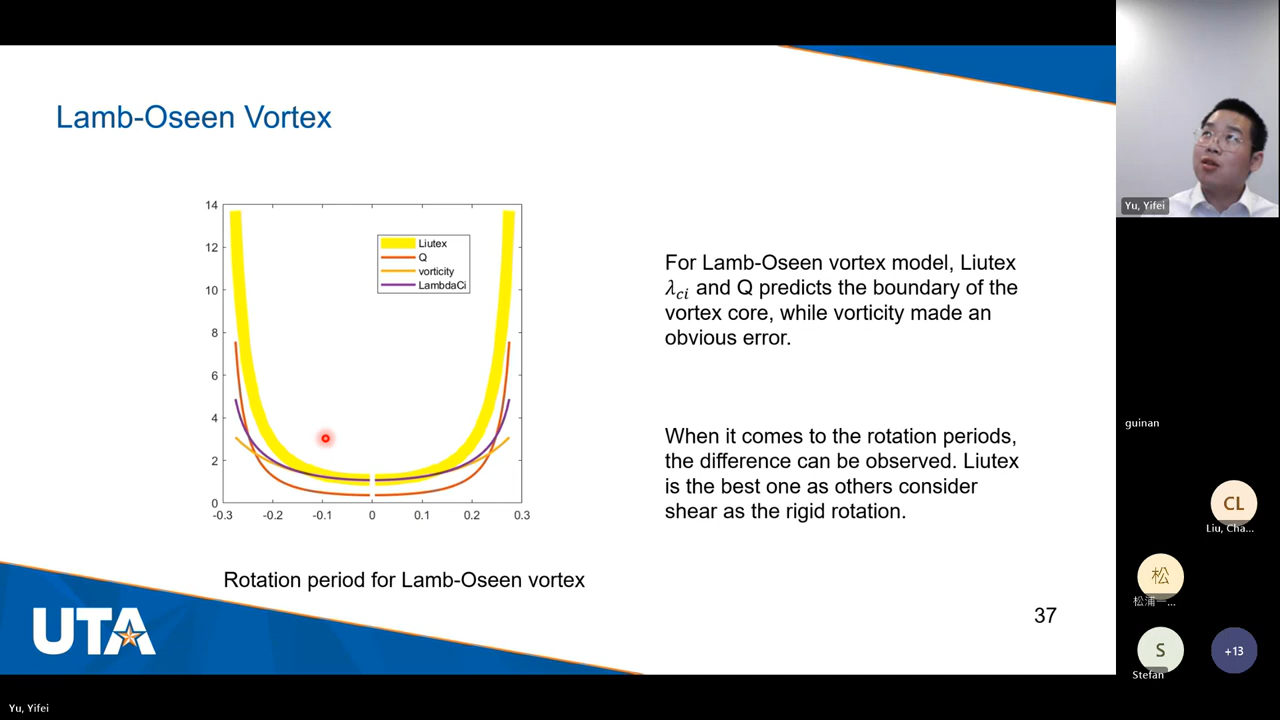 Lamb-Oseen Vortex
14
12
10
8
6
4
2
0
-0.3 -0.2 -0.1 0 0.1 0.2 0.3
Liutex
Q
vorticity
LambdaCi
Rotation period for Lamb-Oseen vortex
For Lamb-Oseen vortex model, Liutex
λci and Q predicts the boundary of the
vortex core, while vorticity made an
obvious error.
When it comes to the rotation periods,
the difference can be observed. Liutex
is the best one as others consider
shear as the rigid rotation.
37
UTA
Yu, Yifei
guinan
CL
Liu, Cha...
松
松浦一...
S
Stefan
+13
Yu, Yifei